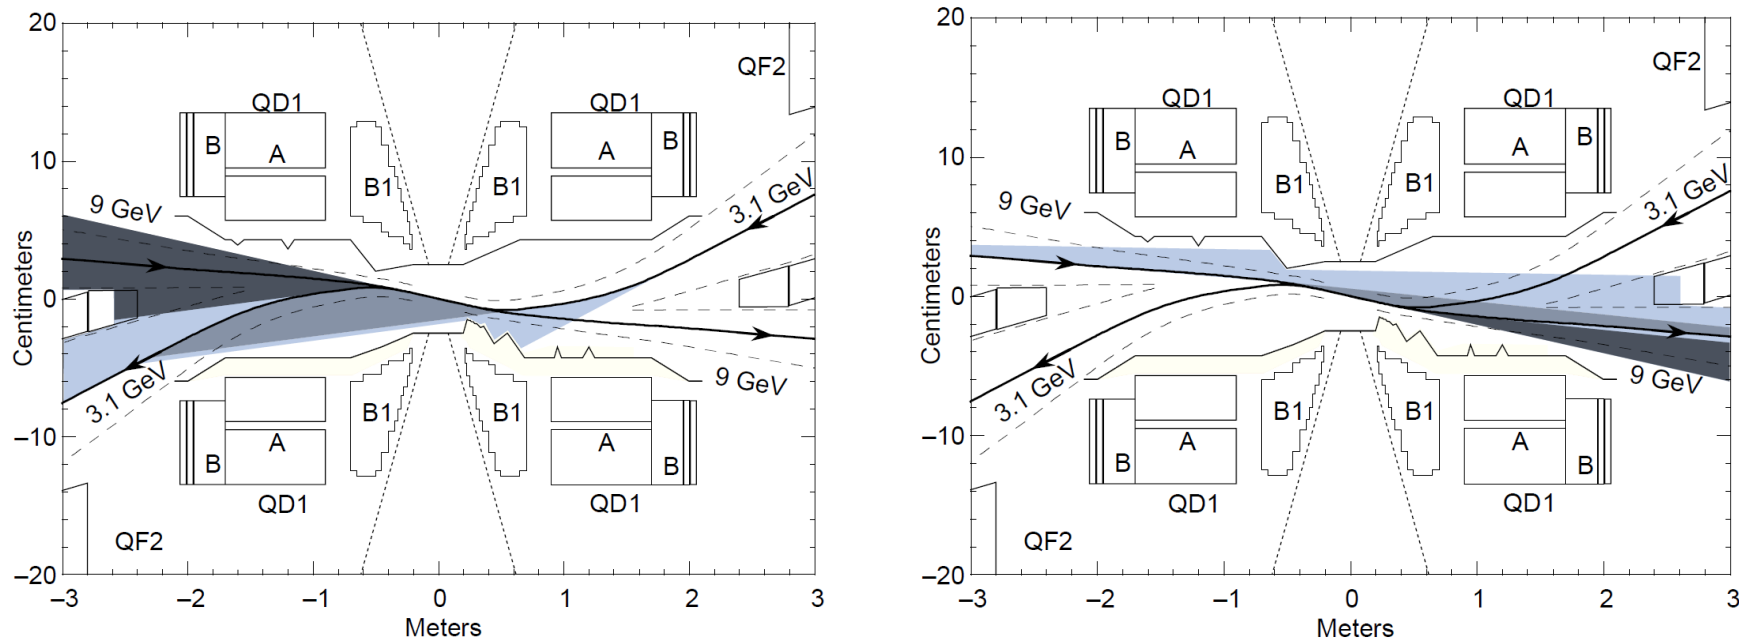 20
QF2
QD1
QD1
B
A
A
B
10
B1
B1
9 GeV
3.1 GeV
Centimeters
0
3.1 GeV
9 GeV
B1
B1
–10
A
A
B
B
QD1
QD1
QF2
–20
–3
–2
–1
0
1
2
3
Meters
20
QF2
QD1
QD1
B
A
A
B
10
B1
B1
9 GeV
3.1 GeV
Centimeters
0
3.1 GeV
9 GeV
B1
B1
–10
A
A
B
B
QD1
QD1
QF2
–20
–3
–2
–1
0
1
2
3
Meters